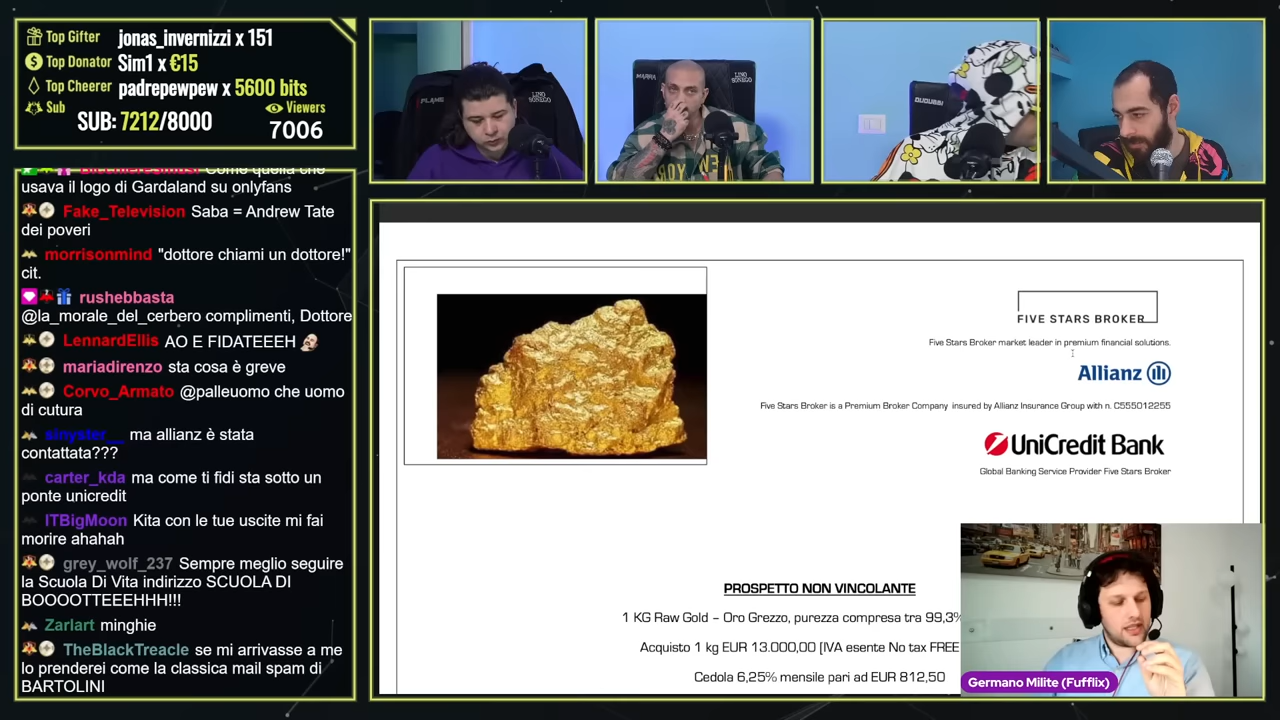 Top Gifter jonas_invernizzi x 151
Top Donator Sim1 x €15
Top Cheerer padrepewpew x 5600 bits
Sub
SUB: 7212/8000
Viewers
7006
Come quella che
usava il logo di Gardaland su onlyfans
Fake_Television Saba = Andrew Tate
dei poveri
morrisonmind "dottore chiami un dottore!"
cit.
rushebbasta
@la_morale_del_cerbero complimenti, Dottore
LennardEllis AO E FIDATEEEH
mariadirenzo sta cosa è greve
Corvo_Armato @palleuomo che uomo
di cutura
sinyster__ ma allianz è stata
contattata???
carter_kda ma come ti fidi sta sotto un
ponte unicredit
ITBigMoon Kita con le tue uscite mi fai
morire ahahah
grey_wolf_237 Sempre meglio seguire
la Scuola Di Vita indirizzo SCUOLA DI
BOOOOTTEEEHHH!!!
Zarlart minghie
TheBlackTreacle se mi arrivasse a me
lo prenderei come la classica mail spam di
BARTOLINI
LINO
SONEGO
MARRA
LINO
SONEGO
NEW YORK
FIVE STARS BROKER
Five Stars Broker market leader in premium financial solutions.
Allianz
Five Stars Broker is a Premium Broker Company insured by Allianz Insurance Group with n. C555012255
UniCredit Bank
Global Banking Service Provider Five Stars Broker
PROSPETTO NON VINCOLANTE
1 KG Raw Gold – Oro Grezzo, purezza compresa tra 99,3%
Acquisto 1 kg EUR 13.000,00 [IVA esente No tax FREE
Cedola 6,25% mensile pari ad EUR 812,50
Germano Milite (Fufflix)